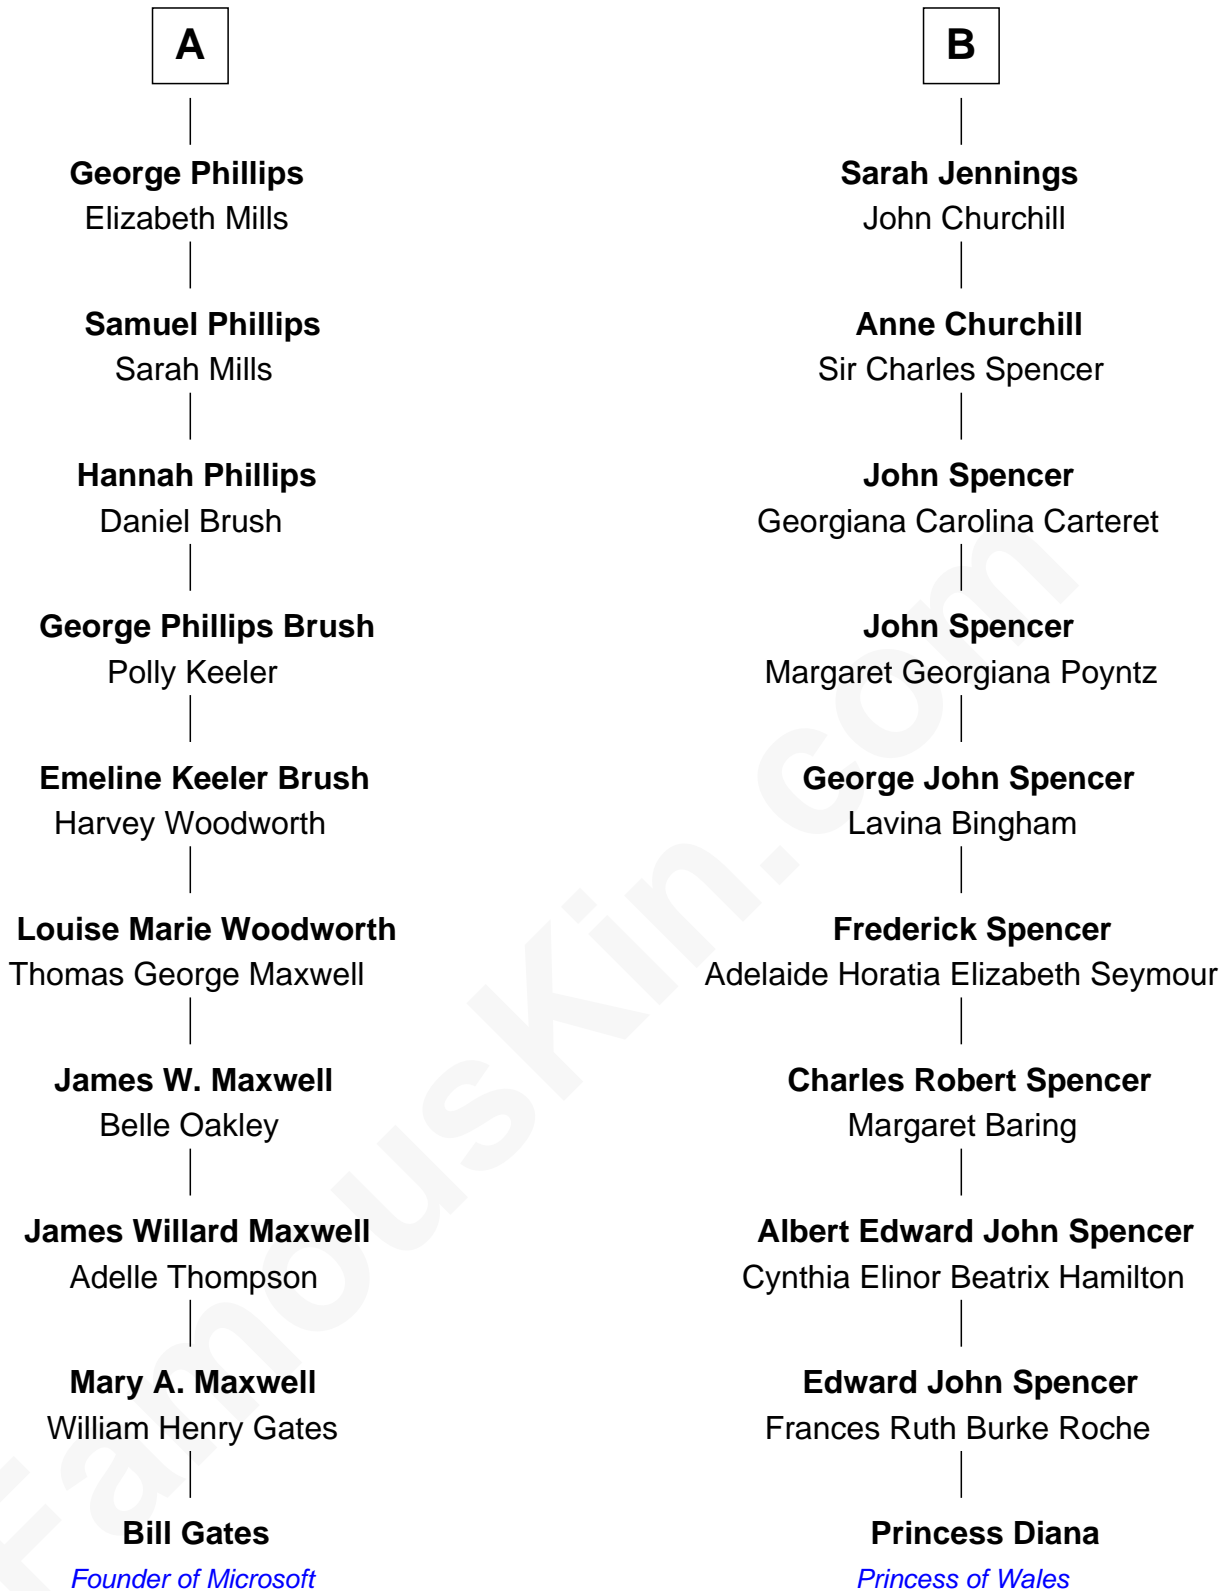 A
George Phillips
Elizabeth Mills
Samuel Phillips
Sarah Mills
Hannah Phillips
Daniel Brush
George Phillips Brush
Polly Keeler
Emeline Keeler Brush
Harvey Woodworth
Louise Marie Woodworth
Thomas George Maxwell
James W. Maxwell
Belle Oakley
James Willard Maxwell
Adelle Thompson
Mary A. Maxwell
William Henry Gates
Bill Gates
Founder of Microsoft
B
Sarah Jennings
John Churchill
Anne Churchill
Sir Charles Spencer
John Spencer
Georgiana Carolina Carteret
John Spencer
Margaret Georgiana Poyntz
George John Spencer
Lavina Bingham
Frederick Spencer
Adelaide Horatia Elizabeth Seymour
Charles Robert Spencer
Margaret Baring
Albert Edward John Spencer
Cynthia Elinor Beatrix Hamilton
Edward John Spencer
Frances Ruth Burke Roche
Princess Diana
Princess of Wales
FamousKin.com